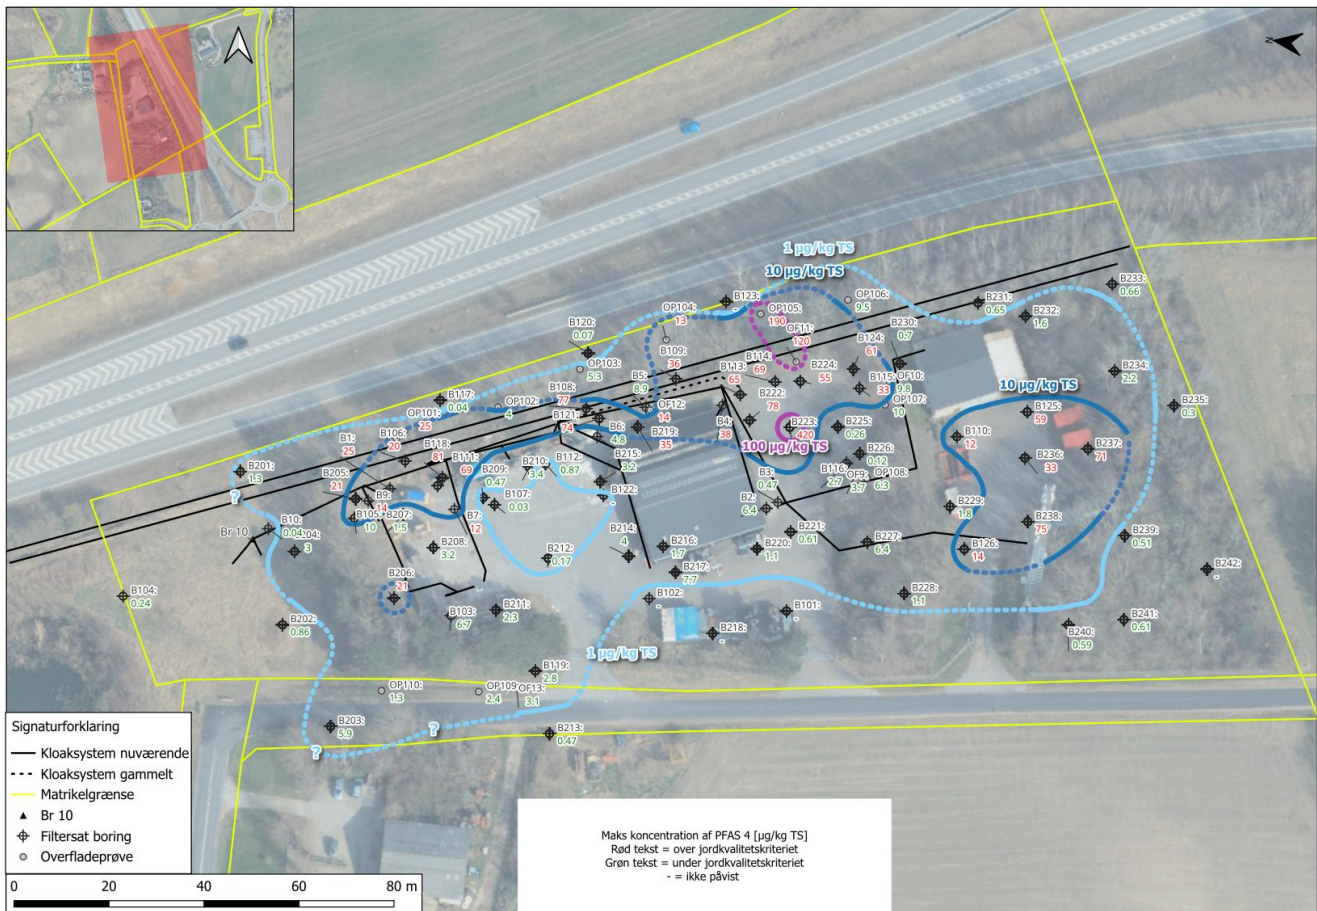 N
1 µg/kg TS
10 µg/kg TS
B233:
0.66
B123:
-
OP105:
190
OP106:
9.5
B231:
0.65
B232:
1.6
OP104:
13
OF11:
120
B230:
0.7
B120:
0.07
B124:
61
B109:
36
B114:
69
B224:
55
OP103:
5.3
B113:
65
B115:
33
OF10:
9.8
B234:
2.2
B5:
8.9
B222:
78
OP107:
10
10 µg/kg TS
B108:
77
B117:
0.04
OP102:
4
OF12:
14
B4:
38
B235:
0.3
OP101:
25
B121:
74
B223:
420
B125:
59
B6:
4.8
B219:
35
B225:
0.26
B110:
12
B1:
25
B106:
20
100 µg/kg TS
B118:
81
B111:
69
B215:
3.2
B226:
0.12
B237:
71
B236:
33
B201:
1.3
B205:
21
B209:
0.47
B210:
3.4
B112:
0.87
B3:
0.47
B116:
2.7
OF9:
3.7
OP108:
6.3
?
B9:
14
B107:
0.03
B122:
-
B2:
6.4
B229:
1.8
B105:
10
B207:
1.5
B7:
12
B10:
0.04
Br 10
B204:
3
B214:
4
B221:
0.61
B238:
75
B239:
0.51
B208:
3.2
B212:
0.17
B216:
1.7
B220:
1.1
B227:
6.4
B126:
14
B217:
7.7
B242:
-
B104:
0.24
B206:
21
B102:
-
B228:
1.1
B103:
6.7
B211:
2.3
B101:
-
B202:
0.86
B218:
-
B240:
0.59
B241:
0.61
1 µg/kg TS
B119:
2.8
OP110:
1.3
OP109:
2.4
OF13:
3.1
B203:
5.9
?
?
B213:
0.47
Signaturforklaring
Kloaksystem nuværende
Kloaksystem gammelt
Matrikelgrænse
Br 10
Filtersat boring
Overfladeprøve
0 20 40 60 80 m
Maks koncentration af PFAS 4 [µg/kg TS]
Rød tekst = over jordkvalitetskriteriet
Grøn tekst = under jordkvalitetskriteriet
- = ikke påvist